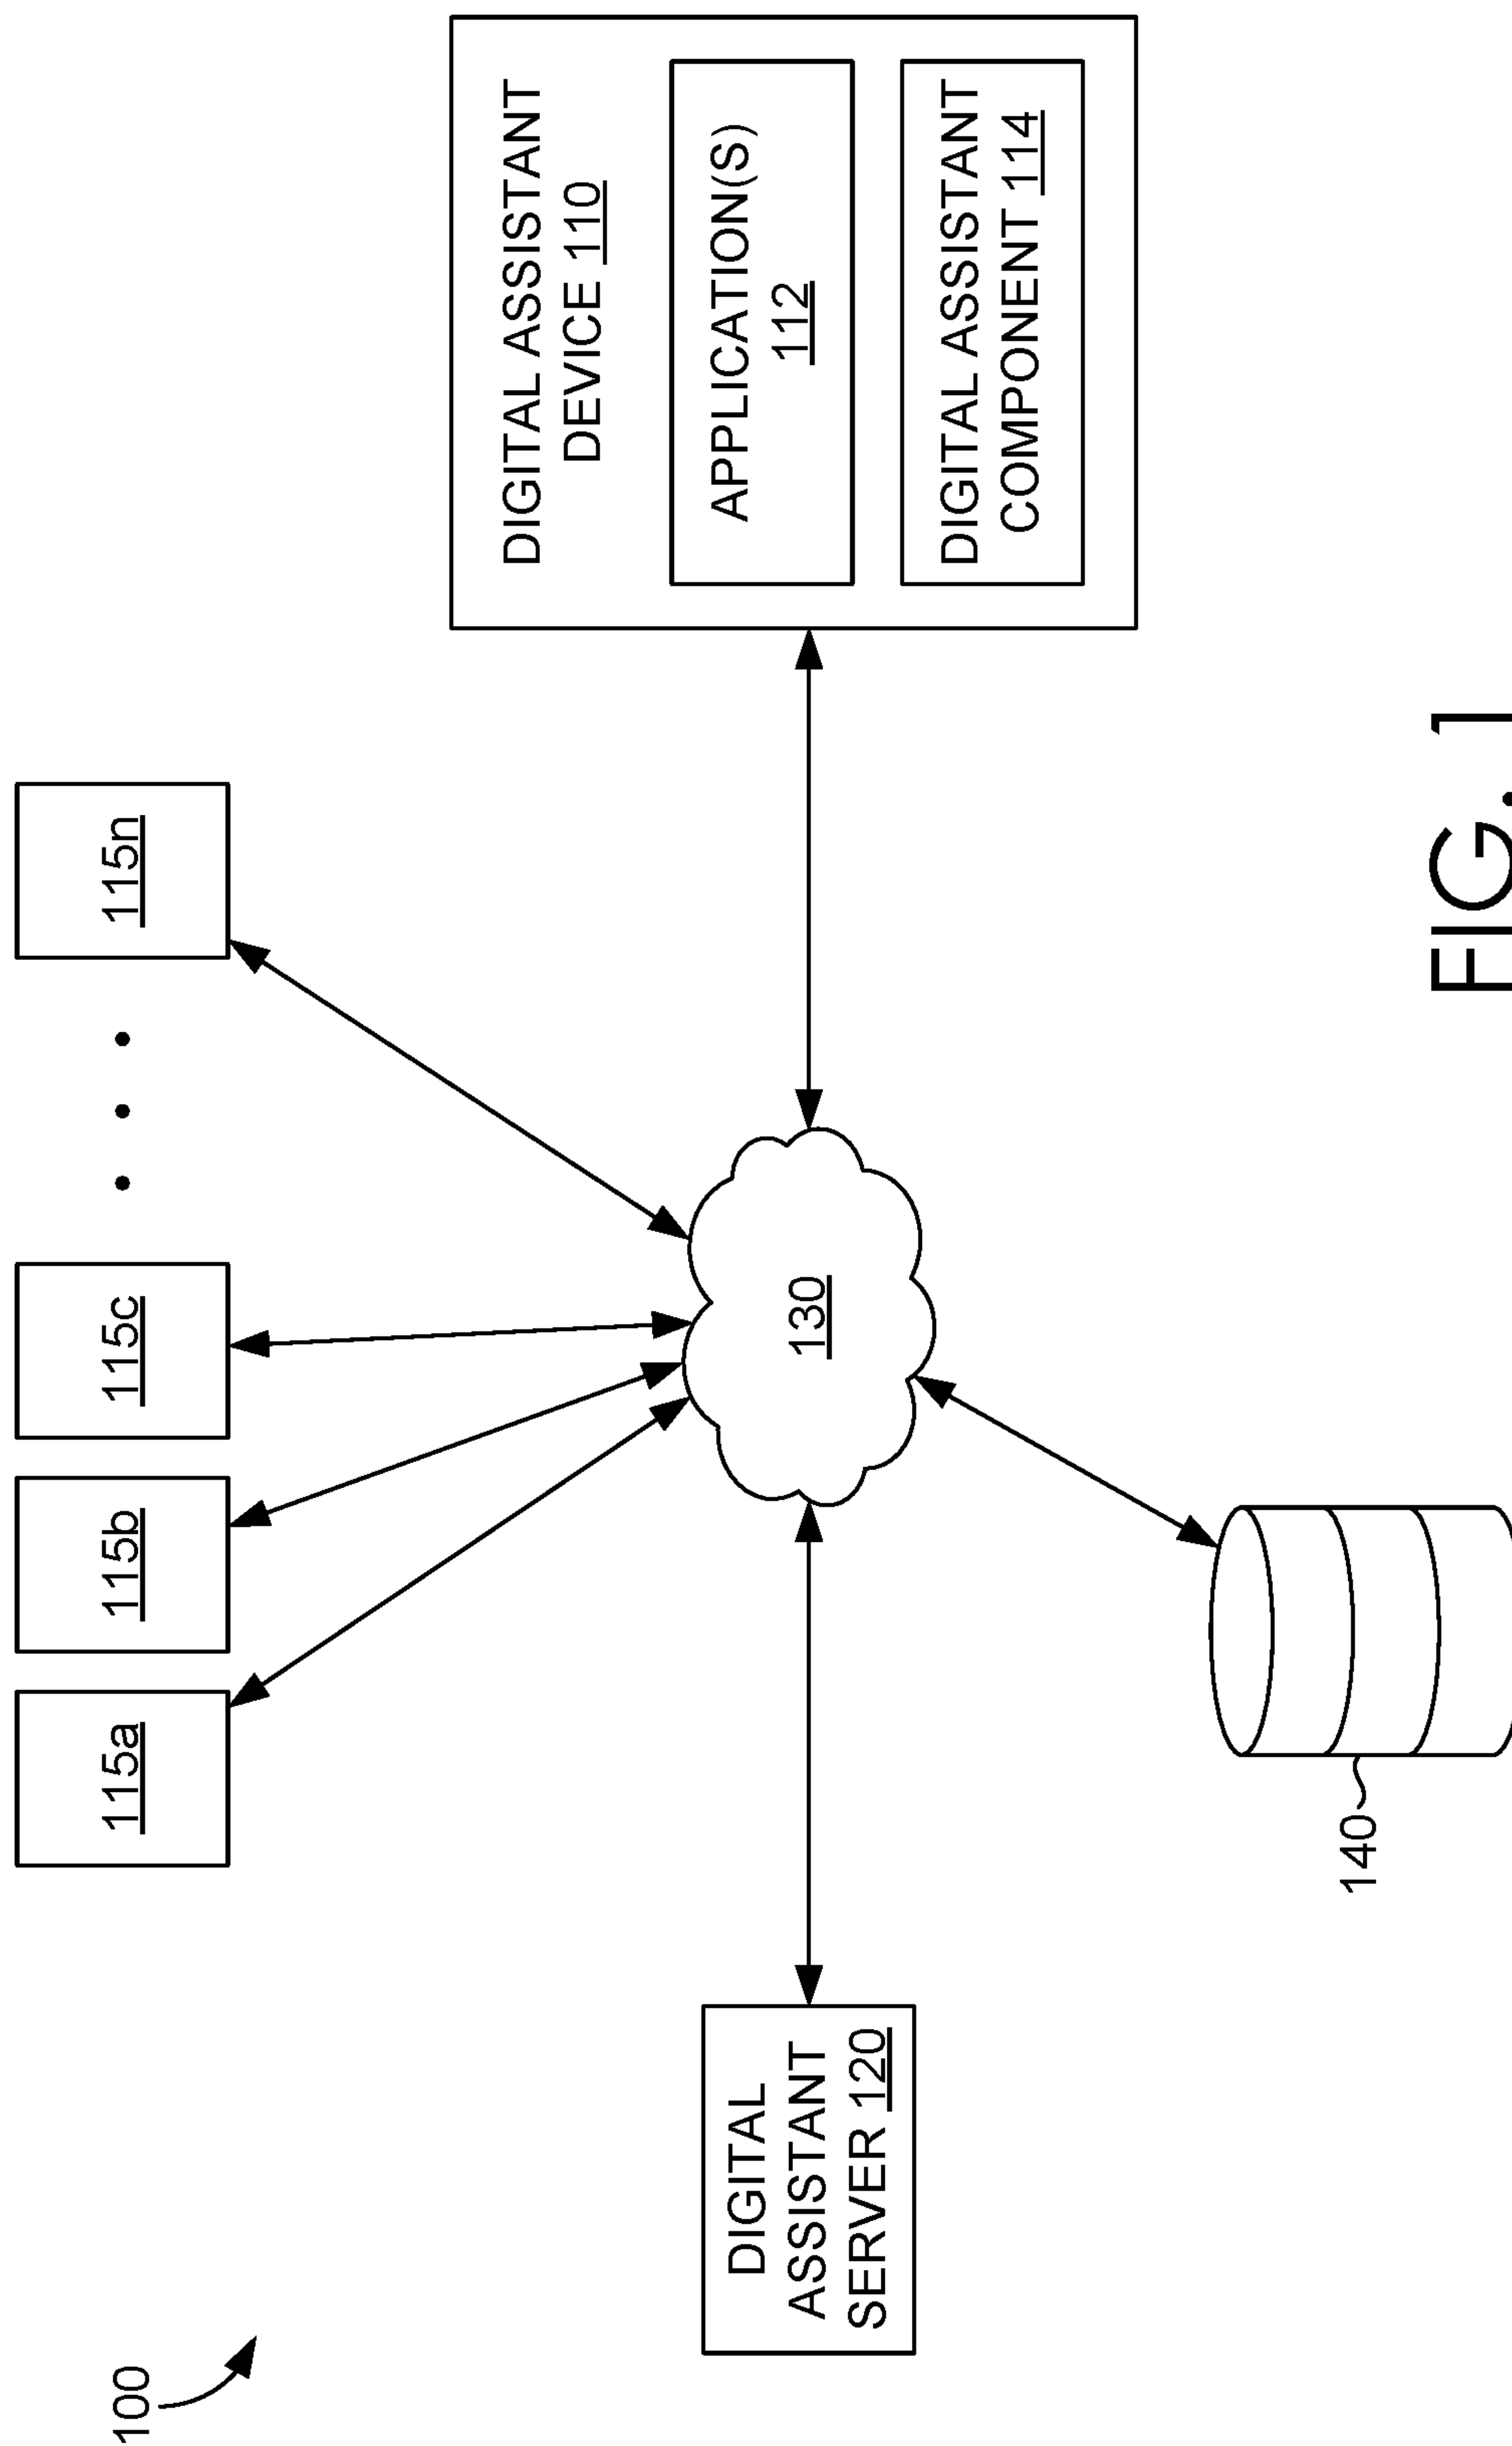 100
115a
115b
115c
115n
DIGITAL
ASSISTANT
SERVER 120
130
DIGITAL ASSISTANT
DEVICE 110
APPLICATION(S)
112
DIGITAL ASSISTANT
COMPONENT 114
140
FIG. 1